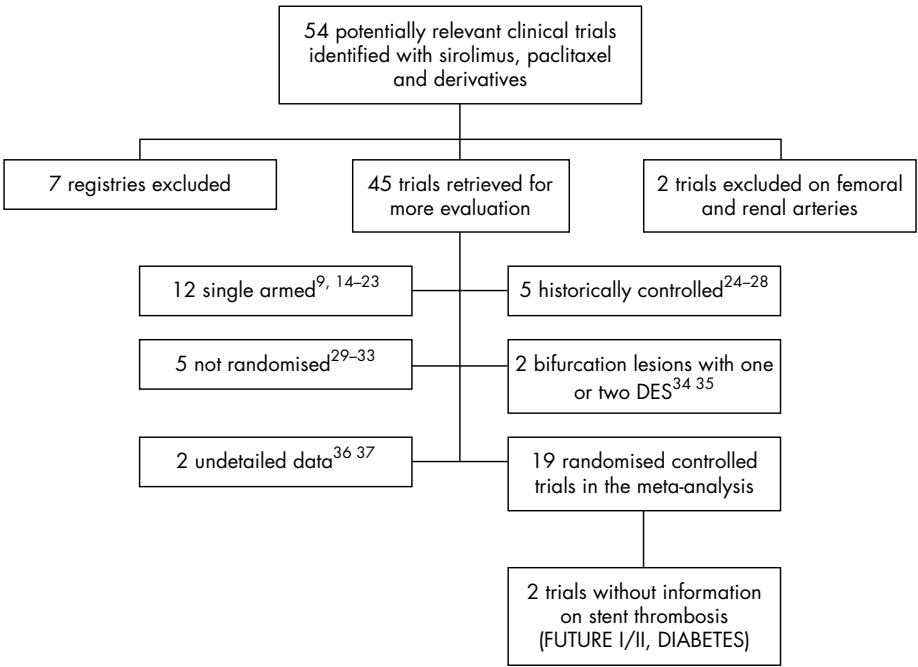 54 potentially relevant clinical trials
identified with sirolimus, paclitaxel
and derivatives
7 registries excluded
45 trials retrieved for
more evaluation
2 trials excluded on femoral
and renal arteries
12 single armed9, 14–23
5 historically controlled24–28
5 not randomised29–33
2 bifurcation lesions with one
or two DES34 35
2 undetailed data36 37
19 randomised controlled
trials in the meta-analysis
2 trials without information
on stent thrombosis
(FUTURE I/II, DIABETES)